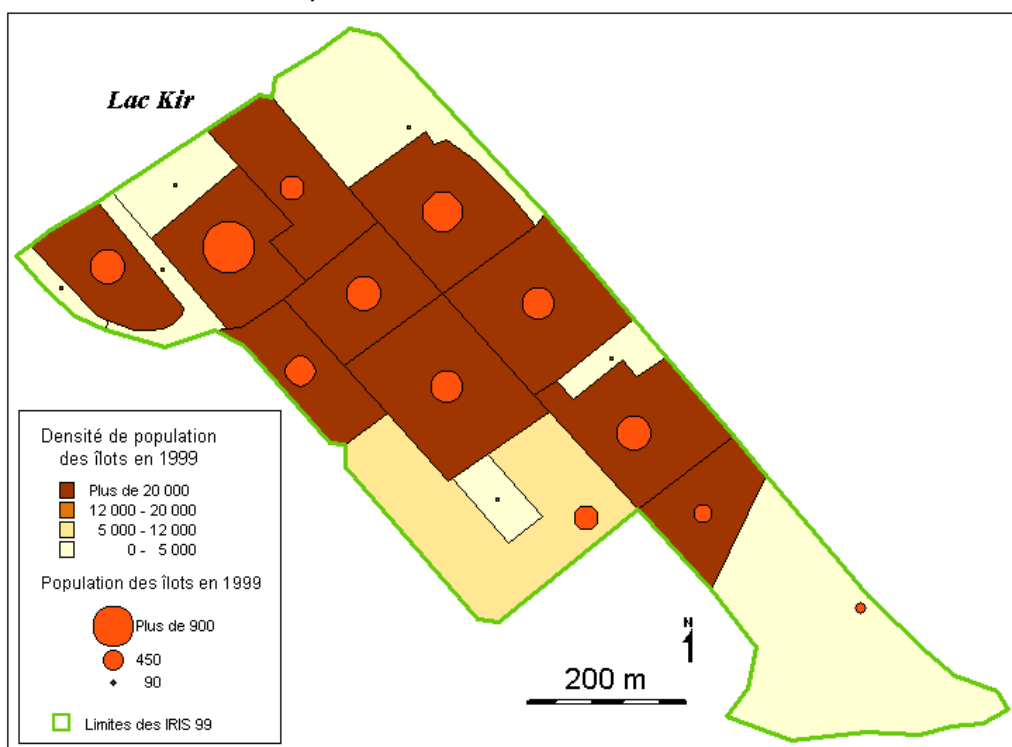 Lac Kir
Densité de population
des îlots en 1999
Plus de 20 000
12 000 - 20 000
5 000 - 12 000
0 - 5 000
Population des îlots en 1999
Plus de 900
450
90
Limites des IRIS 99
N
200 m